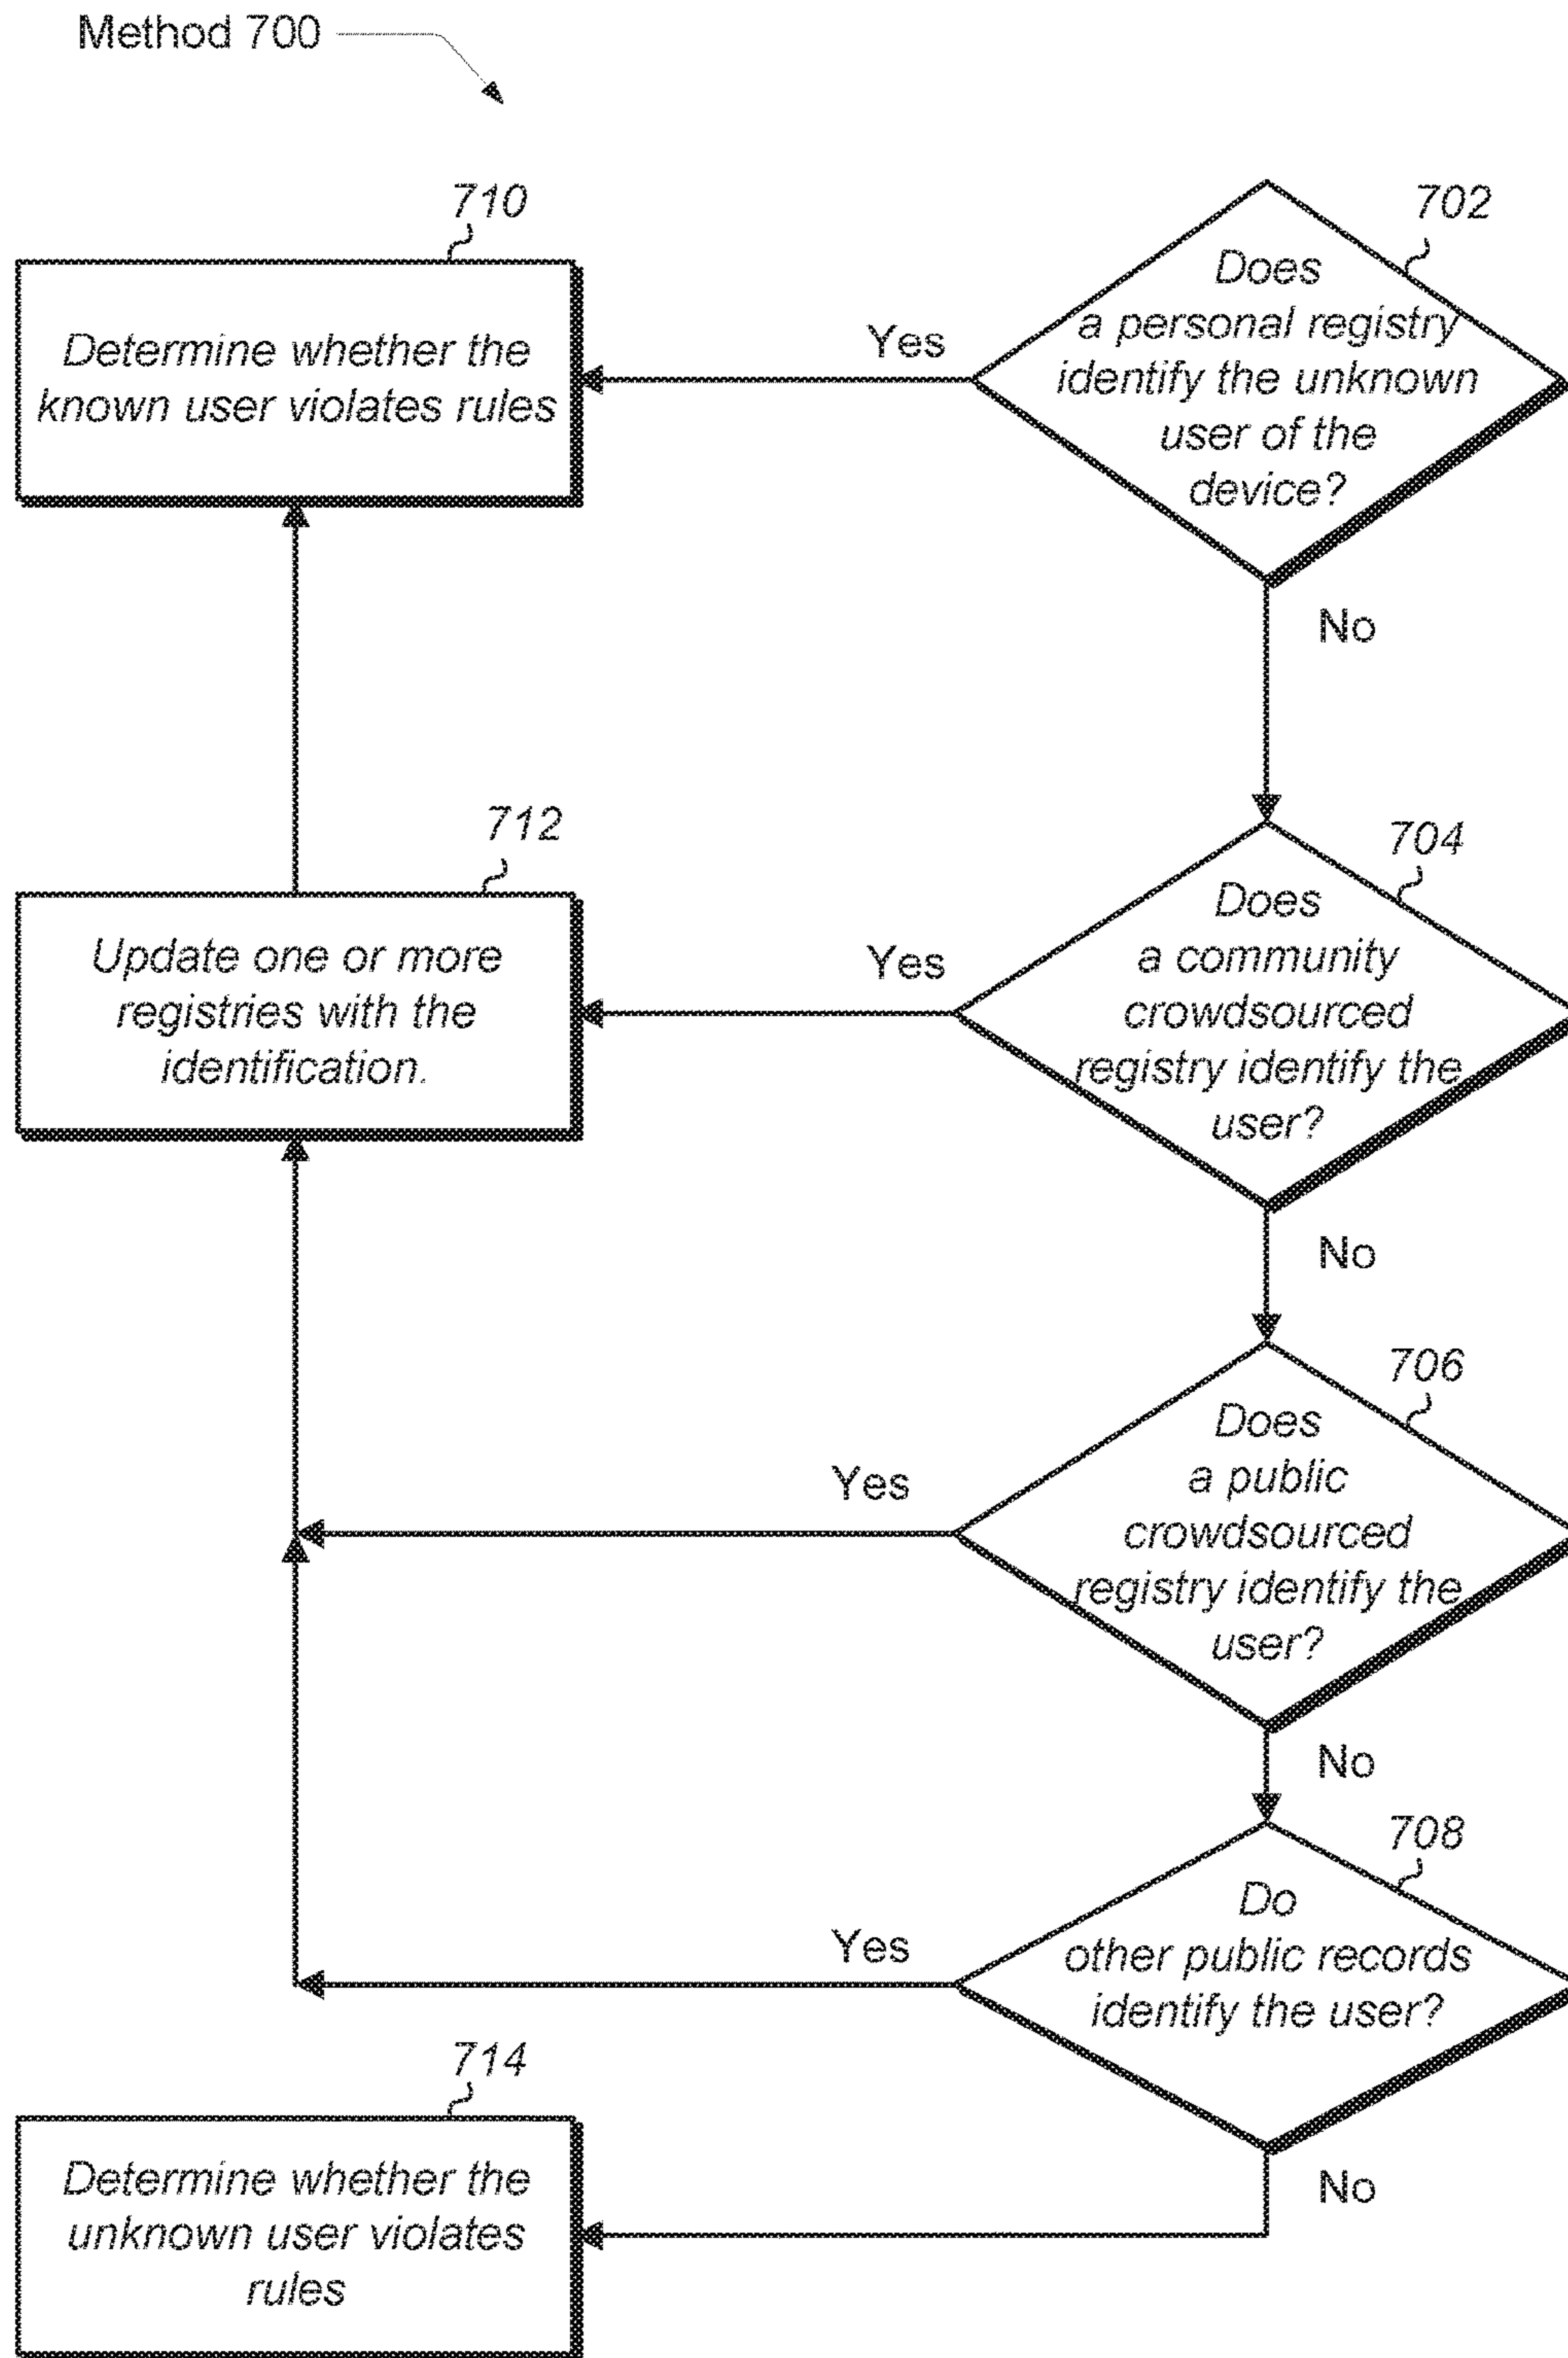 Method 700
710
Determine whether the
known user violates rules
702
Does
a personal registry
identify the unknown
user of the
device?
Yes
No
712
Update one or more
registries with the
identification.
704
Does
a community
crowdsourced
registry identify the
user?
Yes
No
706
Does
a public
crowdsourced
registry identify the
user?
Yes
No
708
Do
other public records
identify the user?
Yes
No
714
Determine whether the
unknown user violates
rules